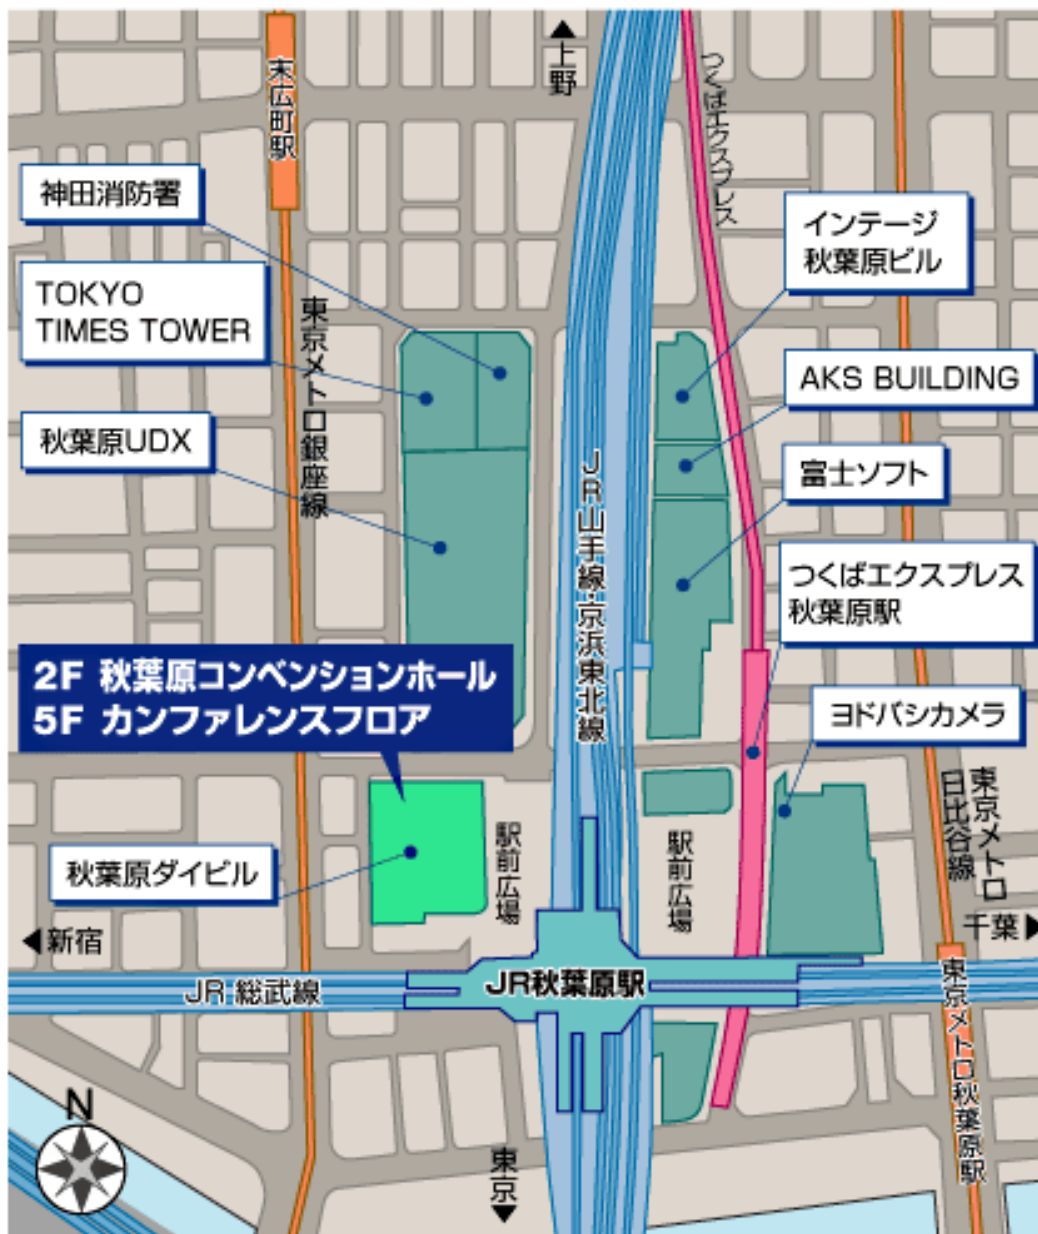 上野
末広町駅
つくばエクスプレス
神田消防署
インテージ
秋葉原ビル
TOKYO
TIMES TOWER
東京メトロ銀座線
AKS BUILDING
秋葉原UDX
JR山手線・京浜東北線
富士ソフト
つくばエクスプレス
秋葉原駅
2F 秋葉原コンベンションホール
5F カンファレンスフロア
ヨドバシカメラ
東京メトロ
日比谷線
駅前広場
駅前広場
秋葉原ダイビル
新宿
千葉
JR 総武線
JR秋葉原駅
東京メトロ秋葉原駅
N
東京